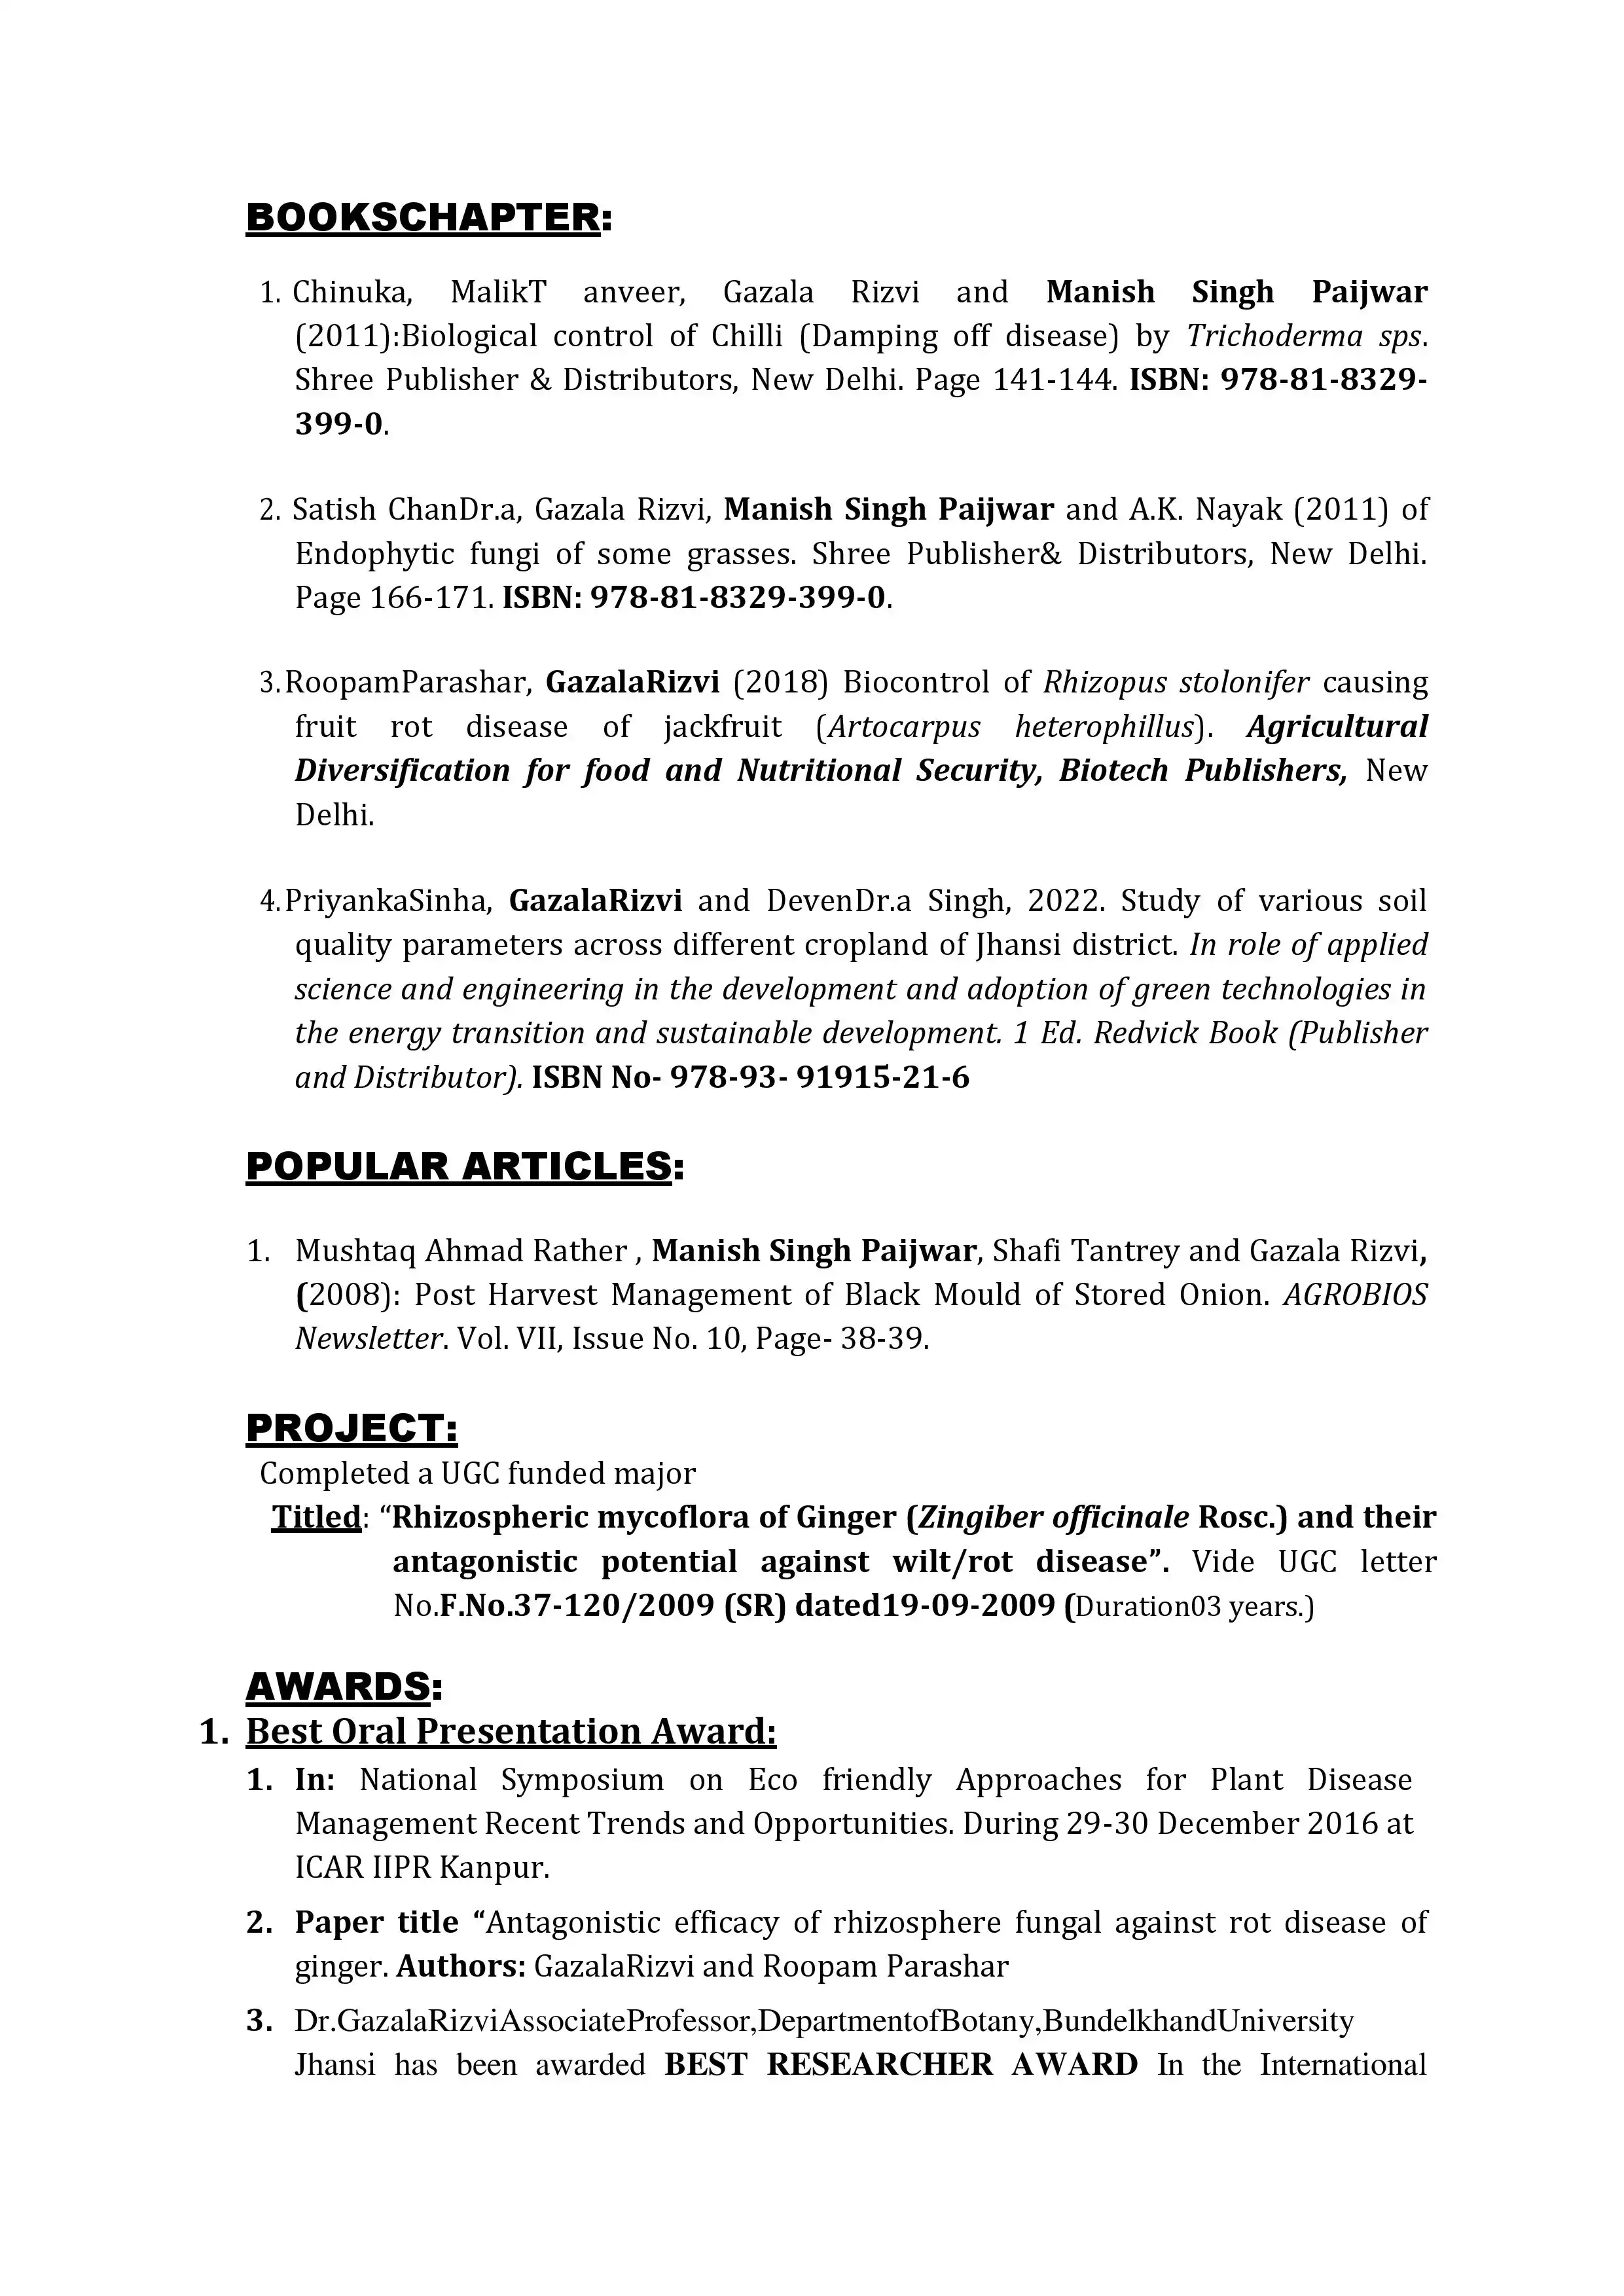 BOOKSCHAPTER:
1. Chinuka, MalikT anveer, Gazala Rizvi and Manish Singh Paijwar
(2011):Biological control of Chilli (Damping off disease) by Trichoderma sps.
Shree Publisher & Distributors, New Delhi. Page 141-144. ISBN: 978-81-8329-
399-0.
2. Satish ChanDr.a, Gazala Rizvi, Manish Singh Paijwar and A.K. Nayak (2011) of
Endophytic fungi of some grasses. Shree Publisher& Distributors, New Delhi.
Page 166-171. ISBN: 978-81-8329-399-0.
3.RoopamParashar, GazalaRizvi (2018) Biocontrol of Rhizopus stolonifer causing
fruit rot disease of jackfruit (Artocarpus heterophillus). Agricultural
Diversification for food and Nutritional Security, Biotech Publishers, New
Delhi.
4.PriyankaSinha, GazalaRizvi and DevenDr.a Singh, 2022. Study of various soil
quality parameters across different cropland of Jhansi district. In role of applied
science and engineering in the development and adoption of green technologies in
the energy transition and sustainable development. 1 Ed. Redvick Book (Publisher
and Distributor). ISBN No- 978-93- 91915-21-6
POPULAR ARTICLES:
1. Mushtaq Ahmad Rather , Manish Singh Paijwar, Shafi Tantrey and Gazala Rizvi,
(2008): Post Harvest Management of Black Mould of Stored Onion. AGROBIOS
Newsletter. Vol. VII, Issue No. 10, Page- 38-39.
PROJECT:
Completed a UGC funded major
Titled: “Rhizospheric mycoflora of Ginger (Zingiber officinale Rosc.) and their
antagonistic potential against wilt/rot disease”. Vide UGC letter
No.F.No.37-120/2009 (SR) dated19-09-2009 (Duration03 years.)
AWARDS:
1. Best Oral Presentation Award:
1. In: National Symposium on Eco friendly Approaches for Plant Disease
Management Recent Trends and Opportunities. During 29-30 December 2016 at
ICAR IIPR Kanpur.
2. Paper title “Antagonistic efficacy of rhizosphere fungal against rot disease of
ginger. Authors: GazalaRizvi and Roopam Parashar
3. Dr.GazalaRizviAssociateProfessor,DepartmentofBotany,BundelkhandUniversity
Jhansi has been awarded BEST RESEARCHER AWARD In the International